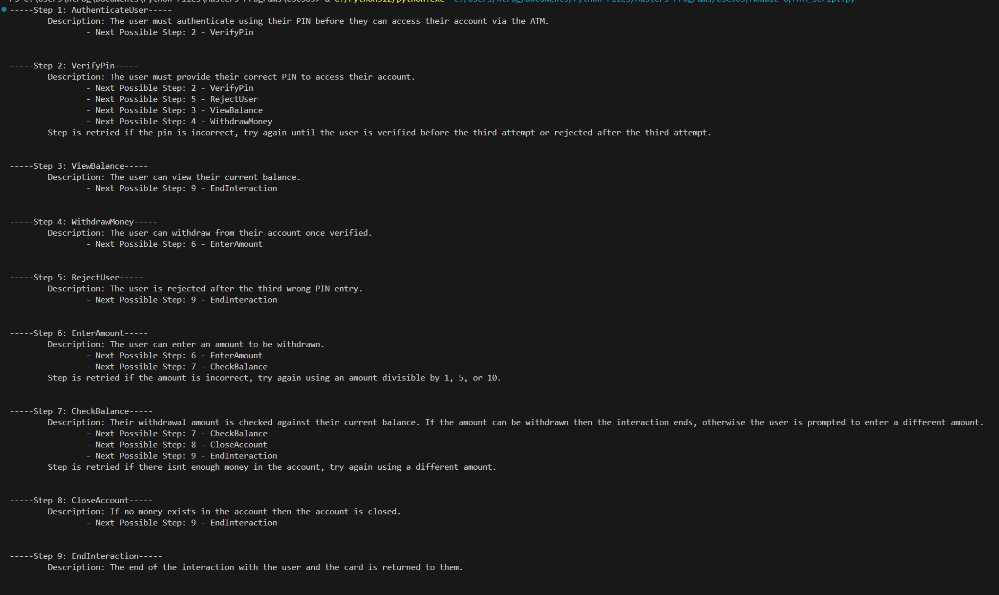 -----Step 1: AuthenticateUser-----
Description: The user must authenticate using their PIN before they can access their account via the ATM.
- Next Possible Step: 2 - VerifyPin
-----Step 2: VerifyPin-----
Description: The user must provide their correct PIN to access their account.
- Next Possible Step: 2 - VerifyPin
- Next Possible Step: 5 - RejectUser
- Next Possible Step: 3 - ViewBalance
- Next Possible Step: 4 - WithdrawMoney
Step is retried if the pin is incorrect, try again until the user is verified before the third attempt or rejected after the third attempt.
-----Step 3: ViewBalance-----
Description: The user can view their current balance.
- Next Possible Step: 9 - EndInteraction
-----Step 4: WithdrawMoney-----
Description: The user can withdraw from their account once verified.
- Next Possible Step: 6 - EnterAmount
-----Step 5: RejectUser-----
Description: The user is rejected after the third wrong PIN entry.
- Next Possible Step: 9 - EndInteraction
-----Step 6: EnterAmount-----
Description: The user can enter an amount to be withdrawn.
- Next Possible Step: 6 - EnterAmount
- Next Possible Step: 7 - CheckBalance
Step is retried if the amount is incorrect, try again using an amount divisible by 1, 5, or 10.
-----Step 7: CheckBalance-----
Description: Their withdrawal amount is checked against their current balance. If the amount can be withdrawn then the interaction ends, otherwise the user is prompted to enter a different amount.
- Next Possible Step: 7 - CheckBalance
- Next Possible Step: 8 - CloseAccount
- Next Possible Step: 9 - EndInteraction
Step is retried if there isnt enough money in the account, try again using a different amount.
-----Step 8: CloseAccount-----
Description: If no money exists in the account then the account is closed.
- Next Possible Step: 9 - EndInteraction
-----Step 9: EndInteraction-----
Description: The end of the interaction with the user and the card is returned to them.